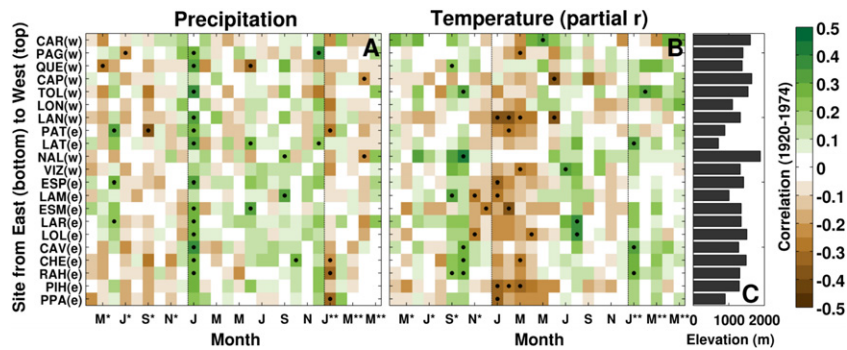 Precipitation
Temperature (partial r)
A
B
C
Site from East (bottom) to West (top)
CAR(w)
PAG(w)
QUE(w)
CAP(w)
TOL(w)
LON(w)
LAN(w)
PAT(e)
LAT(e)
NAL(w)
VIZ(w)
ESP(e)
LAM(e)
ESM(e)
LAR(e)
LOL(e)
CAV(e)
CHE(e)
RAH(e)
PIH(e)
PPA(e)
M* J* S* N* J M M J S N J** M** M**
Month
M* J* S* N* J M M J S N J** M** M**
Month
0 1000 2000
Elevation (m)
0.5
0.4
0.3
0.2
0.1
0
-0.1
-0.2
-0.3
-0.4
-0.5
Correlation (1920-1974)